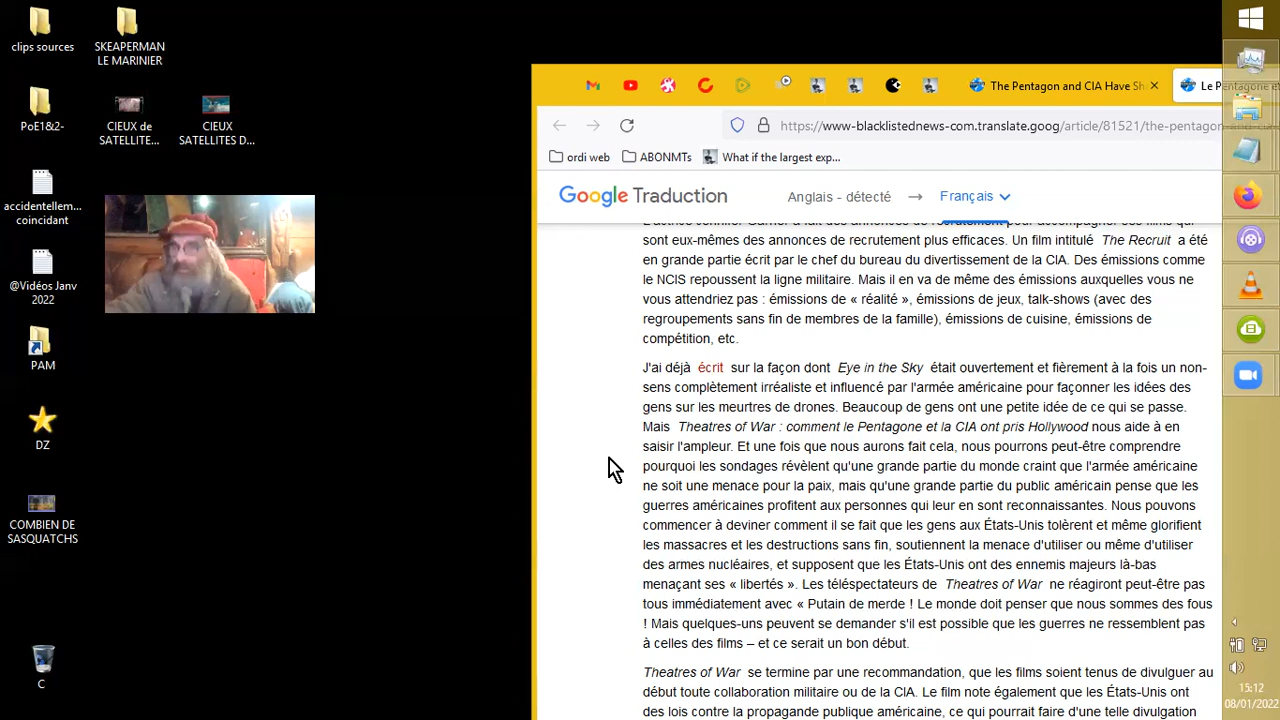 clips sources
SKEAPERMAN
LE MARINIER
PoE1&2-
CIEUX de
SATELLITE...
CIEUX
SATELLITES D...
accidentellem...
coincidant
@Vidéos Janv
2022
PAM
DZ
COMBIEN DE
SASQUATCHS
C
The Pentagon and CIA Have Sh
Le Pentagone et
https://www-blacklistednews-com.translate.goog/article/81521/the-pentagon-and-cia
ordi web
ABONMTs
What if the largest exp...
Google Traduction
Anglais - détecté
Français
sont eux-mêmes des annonces de recrutement plus efficaces. Un film intitulé The Recruit a été
en grande partie écrit par le chef du bureau du divertissement de la CIA. Des émissions comme
le NCIS repoussent la ligne militaire. Mais il en va de même des émissions auxquelles vous ne
vous attendriez pas : émissions de « réalité », émissions de jeux, talk-shows (avec des
regroupements sans fin de membres de la famille), émissions de cuisine, émissions de
compétition, etc.
J'ai déjà écrit sur la façon dont Eye in the Sky était ouvertement et fièrement à la fois un non-
sens complètement irréaliste et influencé par l'armée américaine pour façonner les idées des
gens sur les meurtres de drones. Beaucoup de gens ont une petite idée de ce qui se passe.
Mais Theatres of War : comment le Pentagone et la CIA ont pris Hollywood nous aide à en
saisir l'ampleur. Et une fois que nous aurons fait cela, nous pourrons peut-être comprendre
pourquoi les sondages révèlent qu'une grande partie du monde craint que l'armée américaine
ne soit une menace pour la paix, mais qu'une grande partie du public américain pense que les
guerres américaines profitent aux personnes qui leur en sont reconnaissantes. Nous pouvons
commencer à deviner comment il se fait que les gens aux États-Unis tolèrent et même glorifient
les massacres et les destructions sans fin, soutiennent la menace d'utiliser ou même d'utiliser
des armes nucléaires, et supposent que les États-Unis ont des ennemis majeurs là-bas
menaçant ses « libertés ». Les téléspectateurs de Theatres of War ne réagiront peut-être pas
tous immédiatement avec « Putain de merde ! Le monde doit penser que nous sommes des fous
! Mais quelques-uns peuvent se demander s'il est possible que les guerres ne ressemblent pas
à celles des films – et ce serait un bon début.
Theatres of War se termine par une recommandation, que les films soient tenus de divulguer au
début toute collaboration militaire ou de la CIA. Le film note également que les États-Unis ont
des lois contre la propagande publique américaine, ce qui pourrait faire d'une telle divulgation
15:12
08/01/2022